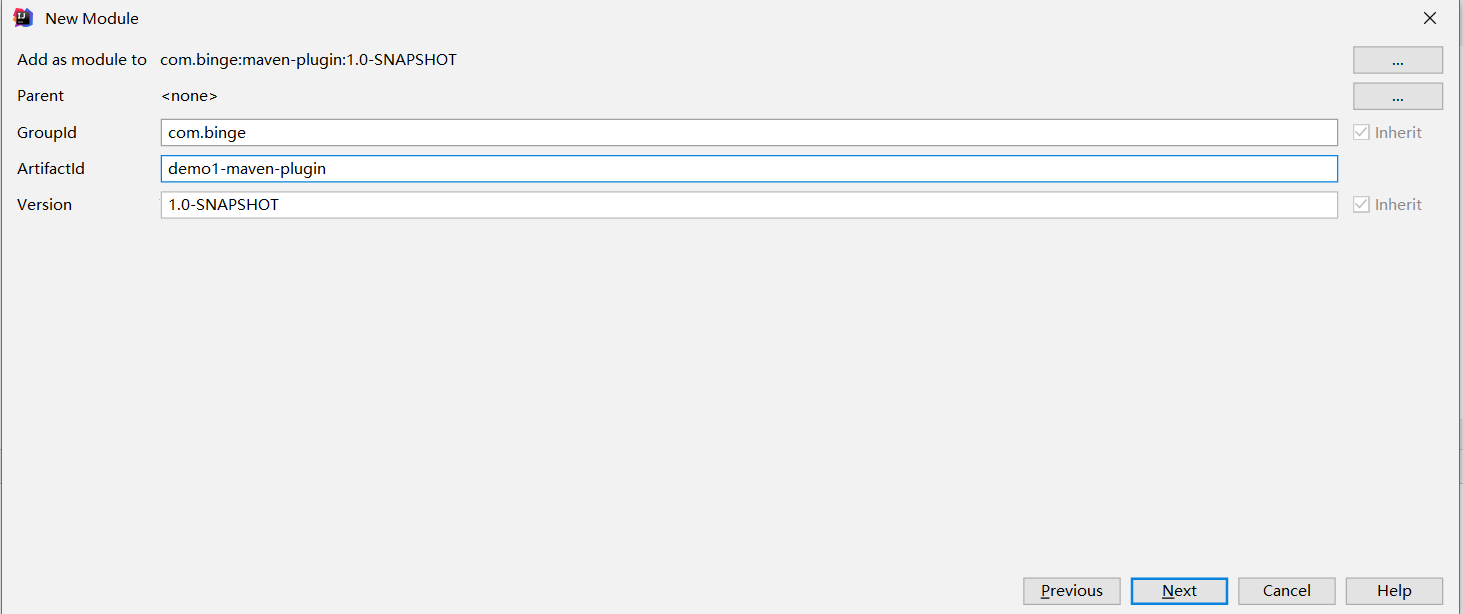 New Module
Add as module to com.binge:maven-plugin:1.0-SNAPSHOT ...
Parent <none> ...
GroupId com.binge Inherit
ArtifactId demo1-maven-plugin
Version 1.0-SNAPSHOT Inherit
Previous Next Cancel Help